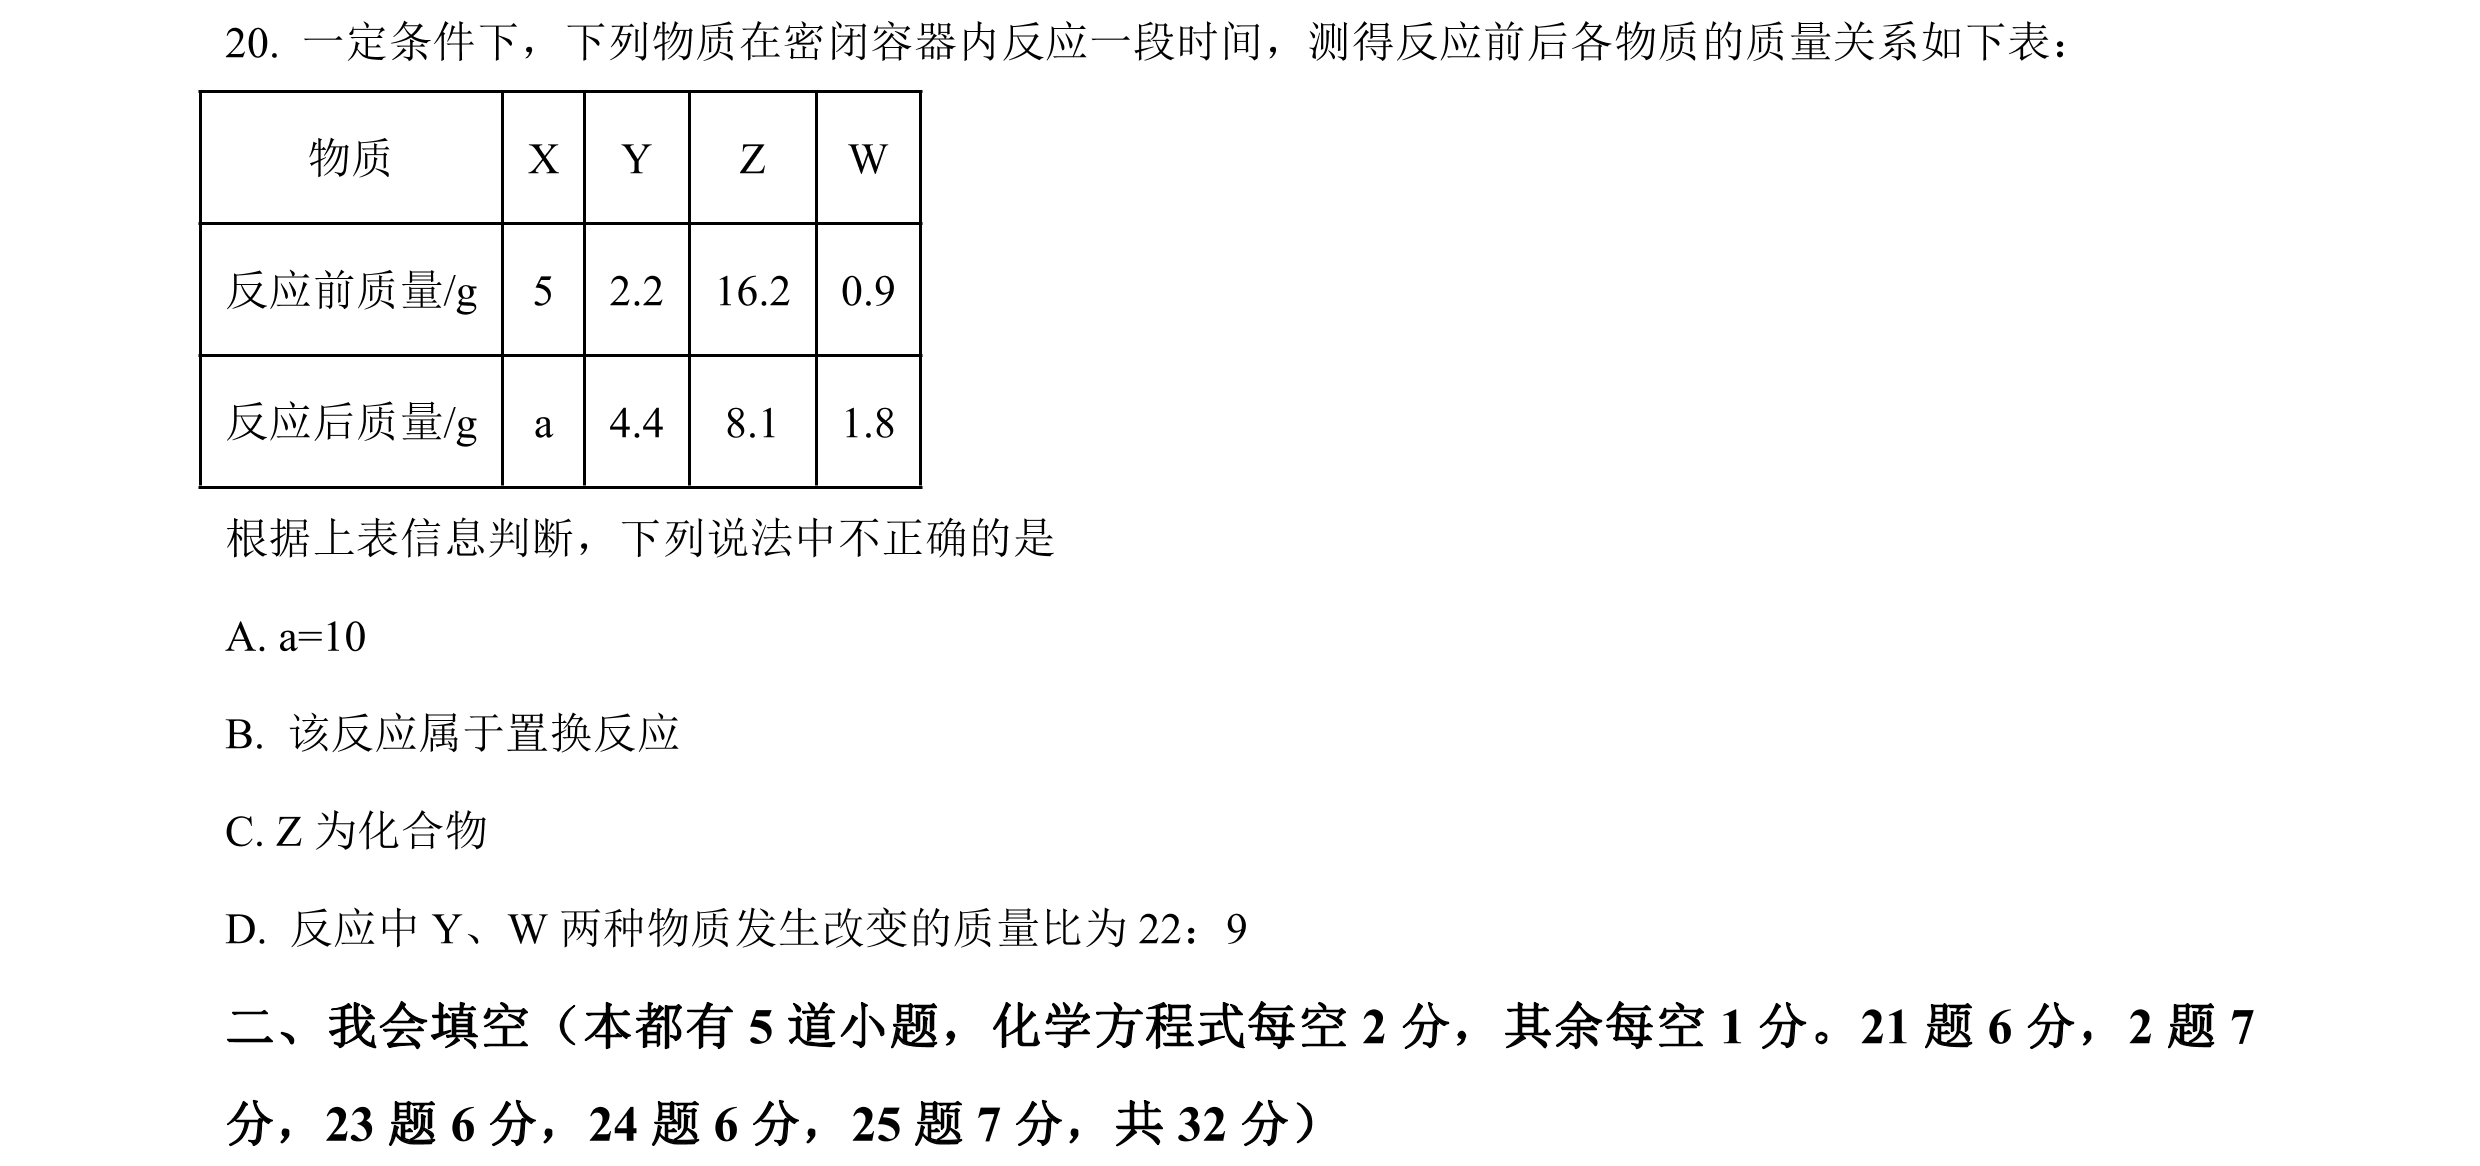 20. 一定条件下，下列物质在密闭容器内反应一段时间，测得反应前后各物质的质量关系如下表：
物质 X Y Z W
反应前质量/g 5 2.2 16.2 0.9
反应后质量/g a 4.4 8.1 1.8
根据上表信息判断，下列说法中不正确的是
A. a=10
B. 该反应属于置换反应
C. Z 为化合物
D. 反应中 Y、W 两种物质发生改变的质量比为 22：9
二、我会填空（本都有 5 道小题，化学方程式每空 2 分，其余每空 1 分。21 题 6 分，2 题 7
分，23 题 6 分，24 题 6 分，25 题 7 分，共 32 分）